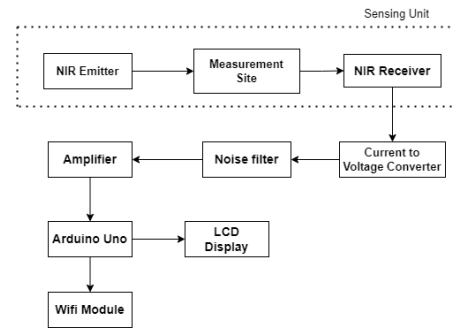 Sensing Unit
NIR Emitter
Measurement
Site
NIR Receiver
Amplifier
Noise filter
Current to
Voltage Converter
Arduino Uno
LCD
Display
Wifi Module